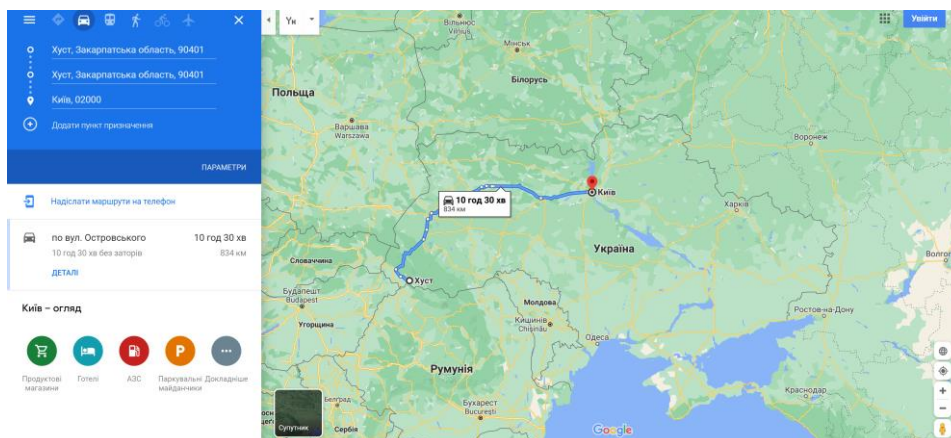 Хуст, Закарпатська область, 90401
Хуст, Закарпатська область, 90401
Київ, 02000
Додати пункт призначення
ПАРАМЕТРИ
Надіслати маршрути на телефон
по вул. Островського 10 год 30 хв
10 год 30 хв без заторів 834 км
ДЕТАЛІ
Київ – огляд
Продуктові магазини
Готелі
АЗС
Паркувальні майданчики
Докладніше
Увійти
Вільнюс
Vilnius
Мінськ
Білорусь
Польща
Варшава
Warszawa
Воронеж
Київ
10 год 30 хв
834 км
Харків
Україна
Словаччина
Хуст
Будапешт
Budapest
Угорщина
Молдова
Кишинів
Chișinău
Одеса
Ростов-на-Дону
Румунія
Краснодар
Белград
Бухарест
București
Сербія
Супутник
Google